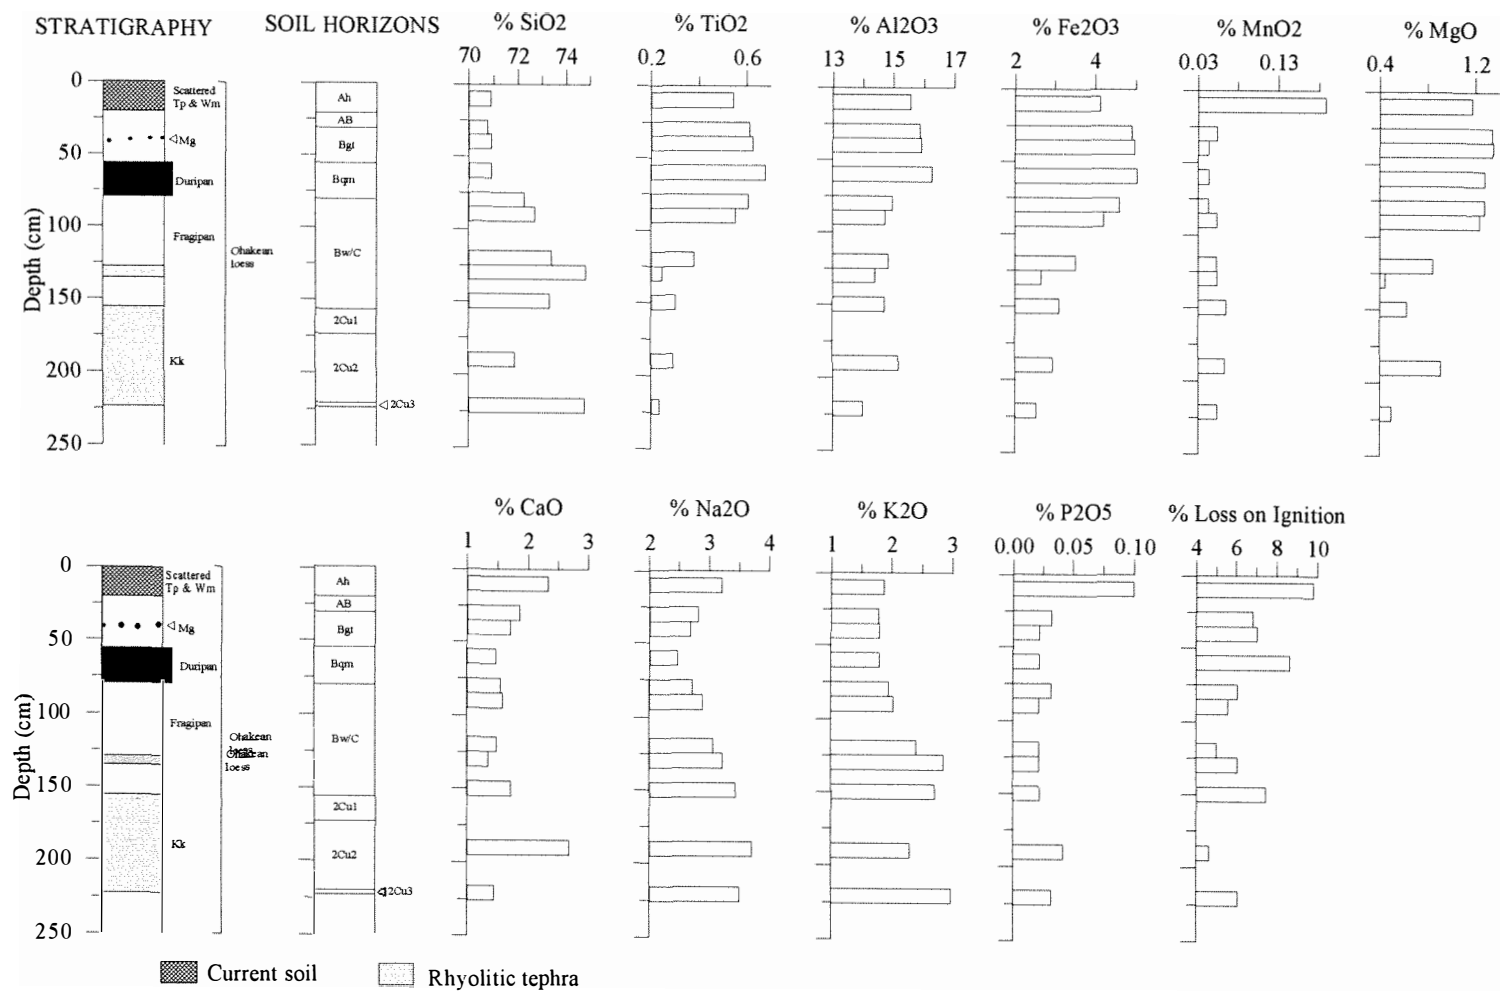 STRATIGRAPHY SOIL HORIZONS % SiO2 % TiO2 % Al2O3 % Fe2O3 % MnO2 % MgO
70 72 74 0.2 0.6 13 15 17 2 4 0.03 0.13 0.4 1.2
0
50
100
150
200
250
Depth (cm)
Scattered
Tp & Wm
Mg
Duripan
Fragipan
Ohakean
loess
Kk
Ah
AB
Bgt
Bqm
Bw/C
2Cu1
2Cu2
2Cu3
% CaO % Na2O % K2O % P2O5 % Loss on Ignition
1 2 3 2 3 4 1 2 3 0.00 0.05 0.10 4 6 8 10
0
50
100
150
200
250
Depth (cm)
Scattered
Tp & Wm
Mg
Duripan
Fragipan
Ohakean
loess
Ohakean
loess
Kk
Ah
AB
Bgt
Bqm
Bw/C
2Cu1
2Cu2
2Cu3
Current soil
Rhyolitic tephra